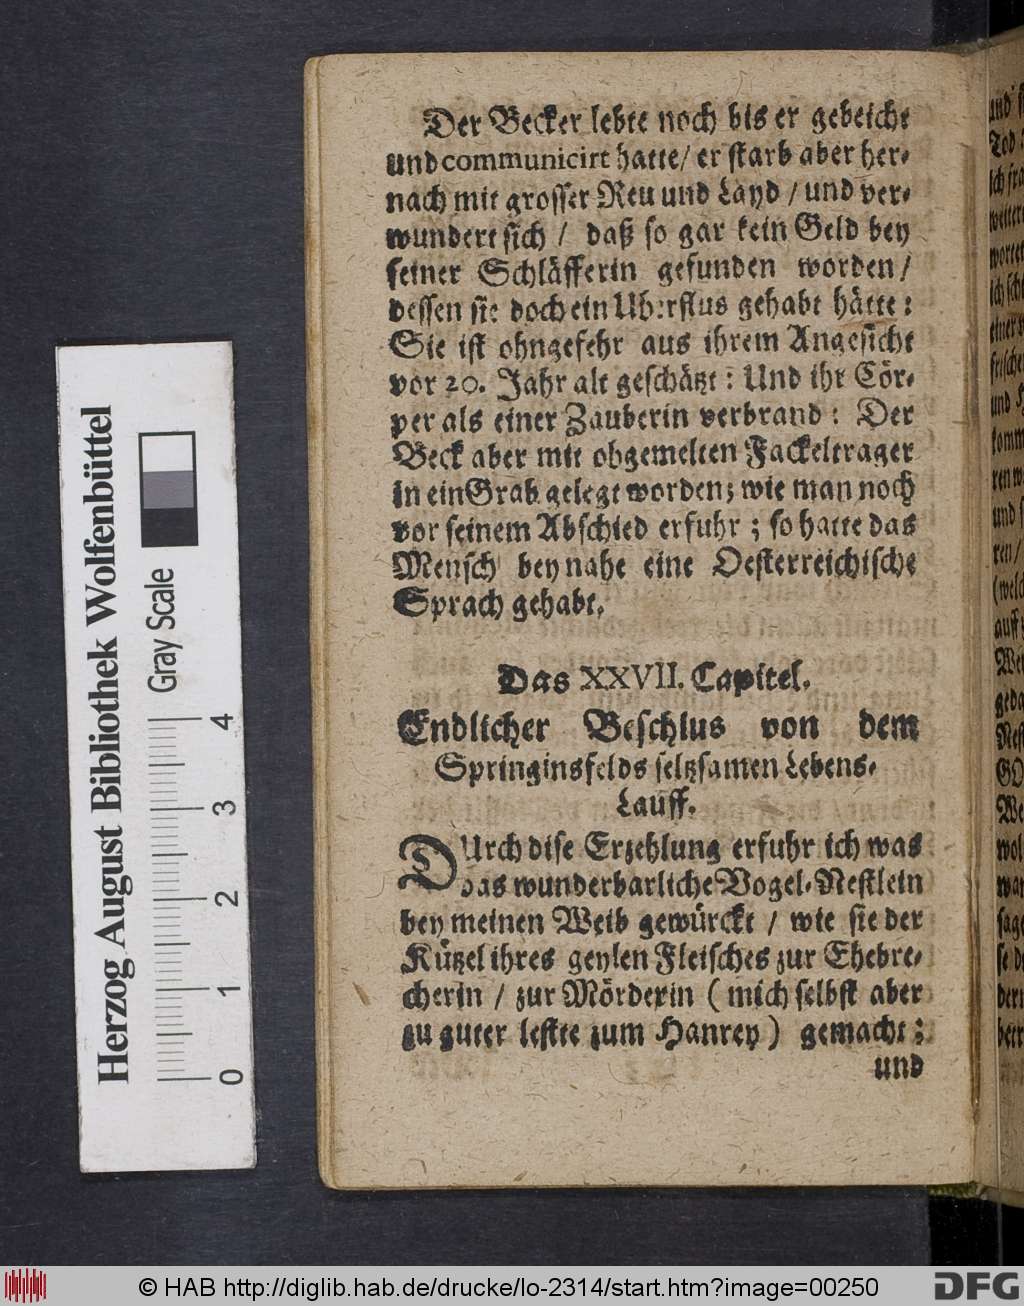 Der Becker lebte noch bis er gebeicht
und communicirt hatte/ er starb aber her-
nach mit grosser Reu und Layd / und ver-
wundert sich / daß so gar kein Geld bey
seiner Schläfferin gefunden worden/
dessen sie doch ein Uberflus gehabt hätte:
Sie ist ohngefehr aus ihrem Angesicht
vor 20. Jahr alt geschätzt: Und ihr Cör-
per als einer Zauberin verbrand: Der
Beck aber mit obgemelten Fackeltrager
in ein Grab gelegt worden; wie man noch
vor seinem Abschied erfuhr; so hatte das
Mensch bey nahe eine Oesterreichische
Sprach gehabt.
Das XXVII. Capitel.
Endlicher Beschlus von dem
Springinsfelds seltzsamen Lebens-
Lauff.
DUrch dise Erzehlung erfuhr ich was
das wunderbarliche Vogel-Nestlein
bey meinen Weib gewürckt / wie sie der
Kützel ihres geylen Fleisches zur Ehebre-
cherin / zur Mörderin (mich selbst aber
zu guter lestte zum Hanrey) gemacht;
und
Herzog August Bibliothek Wolfenbüttel
Gray Scale
0 1 2 3 4
© HAB http://diglib.hab.de/drucke/lo-2314/start.htm?image=00250
DFG